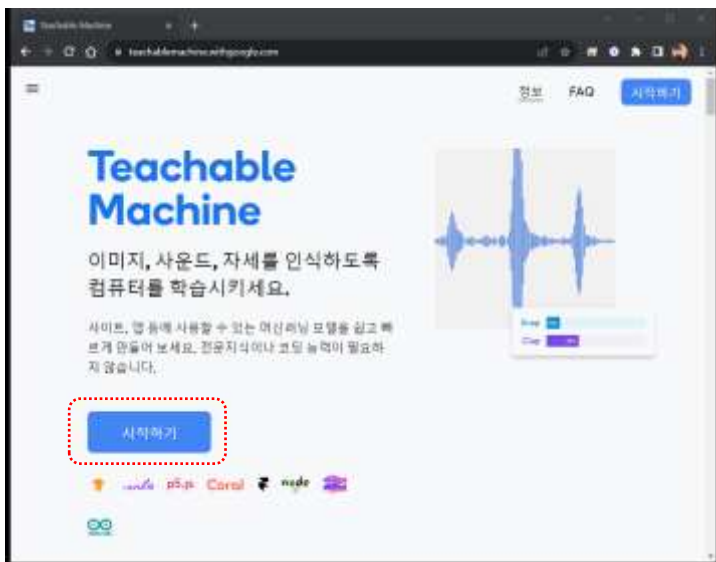 Teachable Machine
teachablemachine.withgoogle.com
정보 FAQ 시작하기
Teachable
Machine
이미지, 사운드, 자세를 인식하도록
컴퓨터를 학습시키세요.
사이트, 앱 등에 사용할 수 있는 머신러닝 모델을 쉽고 빠
르게 만들어 보세요. 전문지식이나 코딩 능력이 필요하
지 않습니다.
Snap
Clap
시작하기
p5.js Coral node